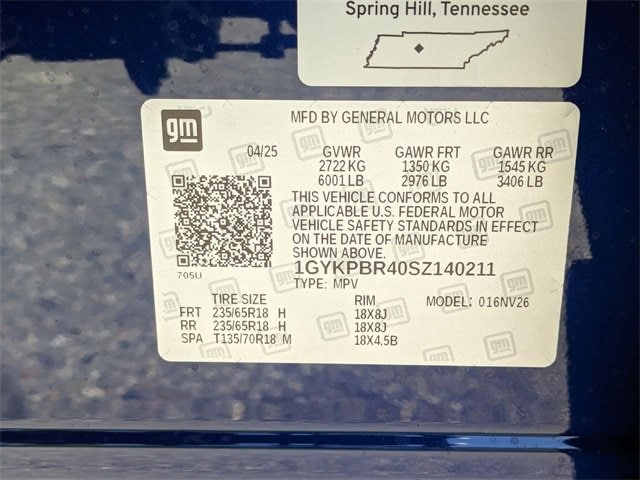 Spring Hill, Tennessee
gm
MFD BY GENERAL MOTORS LLC
04/25 GVWR GAWR FRT GAWR RR
2722 KG 1350 KG 1545 KG
6001 LB 2976 LB 3406 LB
THIS VEHICLE CONFORMS TO ALL
APPLICABLE U.S. FEDERAL MOTOR
VEHICLE SAFETY STANDARDS IN EFFECT
ON THE DATE OF MANUFACTURE
SHOWN ABOVE.
705U
1GYKPBR40SZ140211
TYPE: MPV MODEL: 016NV26
TIRE SIZE RIM
FRT 235/65R18 H 18X8J
RR 235/65R18 H 18X8J
SPA T135/70R18 M 18X4.5B